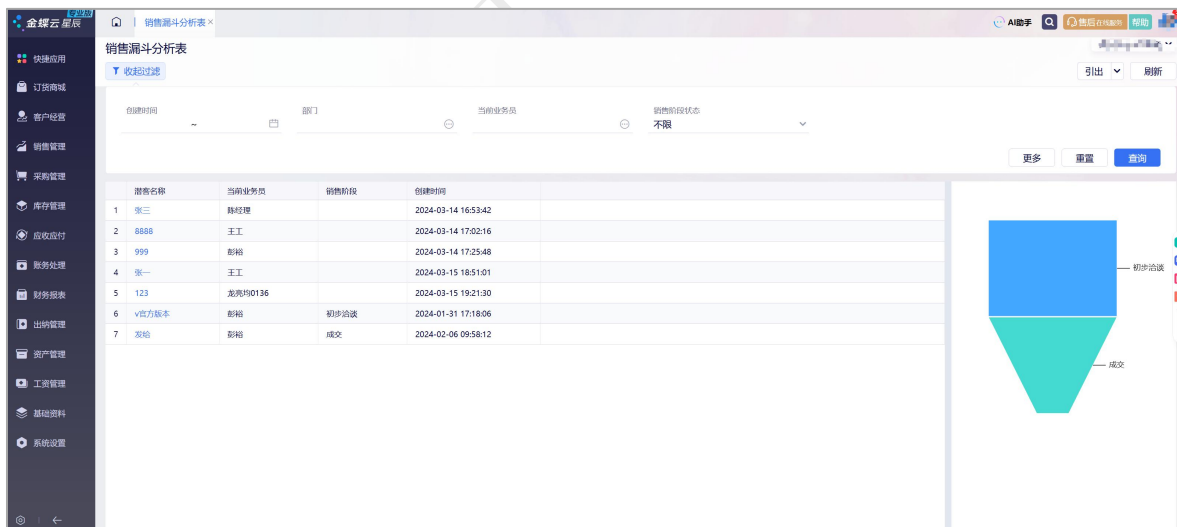 专业版
金蝶云星辰
销售漏斗分析表×
AI助手
售后在线服务
帮助
快捷应用
订货商城
客户经营
销售管理
采购管理
库存管理
应收应付
账务处理
财务报表
出纳管理
资产管理
工资管理
基础资料
系统设置
销售漏斗分析表
收起过滤
引出
刷新
创建时间
~
部门
当前业务员
销售阶段状态
不限
更多
重置
查询
潜客名称 当前业务员 销售阶段 创建时间
1 张三 陈经理 2024-03-14 16:53:42
2 8888 王工 2024-03-14 17:02:16
3 999 彭裕 2024-03-14 17:25:48
4 张一 王工 2024-03-15 18:51:01
5 123 龙亮均0136 2024-03-15 19:21:30
6 v官方版本 彭裕 初步洽谈 2024-01-31 17:18:06
7 发给 彭裕 成交 2024-02-06 09:58:12
初步洽谈
成交